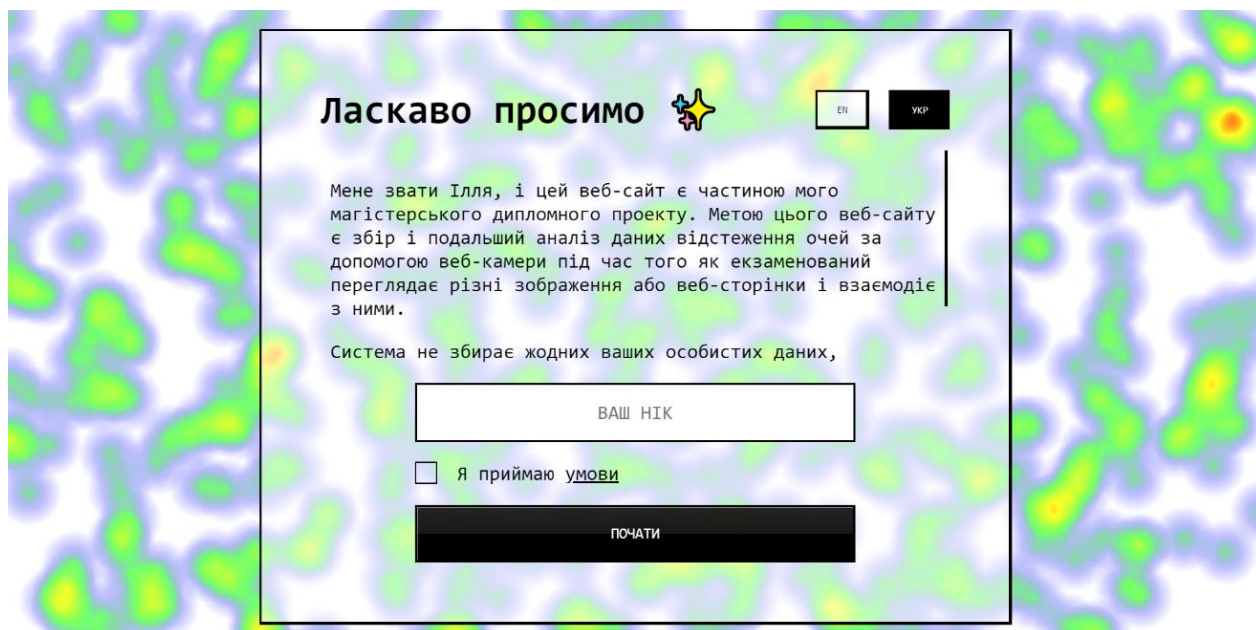 Ласкаво просимо
EN
УКР
Мене звати Ілля, і цей веб-сайт є частиною мого
магістерського дипломного проекту. Метою цього веб-сайту
є збір і подальший аналіз даних відстеження очей за
допомогою веб-камери під час того як екзаменований
переглядає різні зображення або веб-сторінки і взаємодіє
з ними.
Система не збирає жодних ваших особистих даних,
ВАШ НІК
Я приймаю умови
ПОЧАТИ